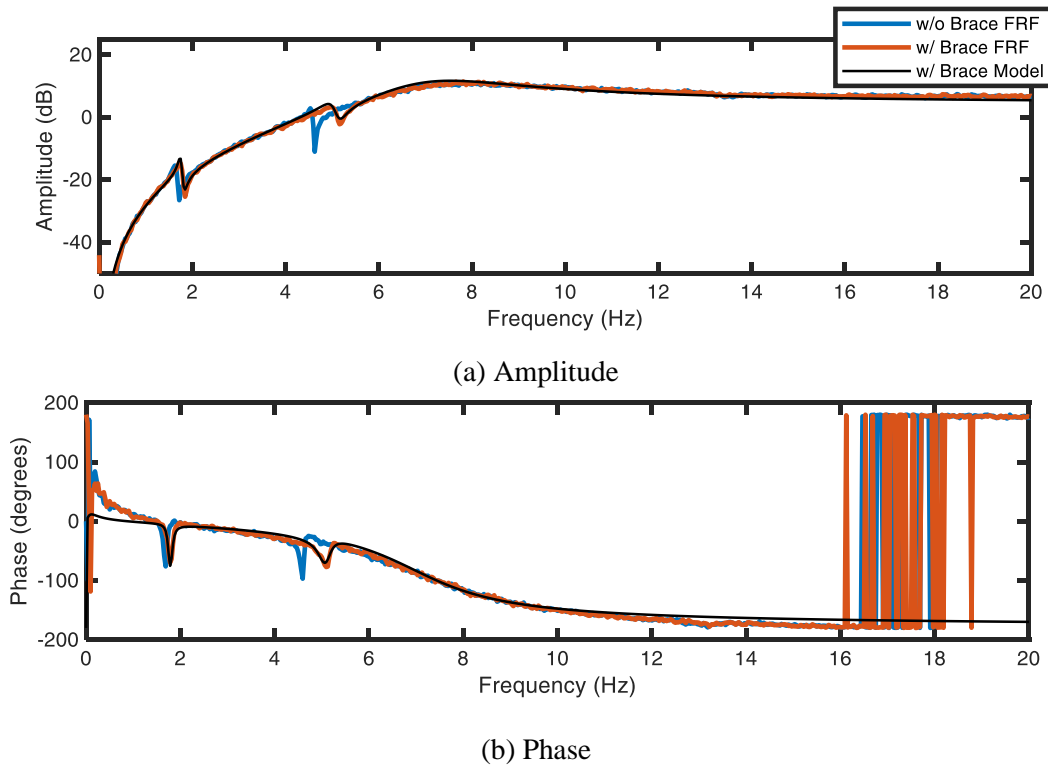 w/o Brace FRF
w/ Brace FRF
w/ Brace Model
20
0
-20
-40
Amplitude (dB)
0 2 4 6 8 10 12 14 16 18 20
Frequency (Hz)
(a) Amplitude
200
100
0
-100
-200
Phase (degrees)
0 2 4 6 8 10 12 14 16 18 20
Frequency (Hz)
(b) Phase